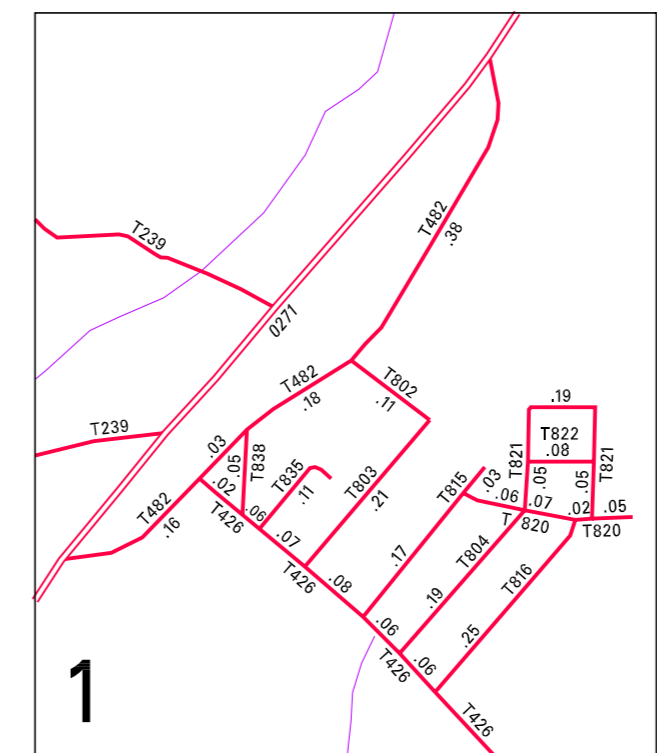 T482
.38
T239
0271
T482
.18
T802
.11
.19
T239
.03
T822
.08
T821
T821
.05
T838
T835
.11
T803
.21
T815
.03
.06
.05
.07
.05
.02
.05
T482
.16
.02
T426
.06
.07
T820
T820
T426
.08
.17
T804
.19
T816
.25
.06
T426
.06
T426
1